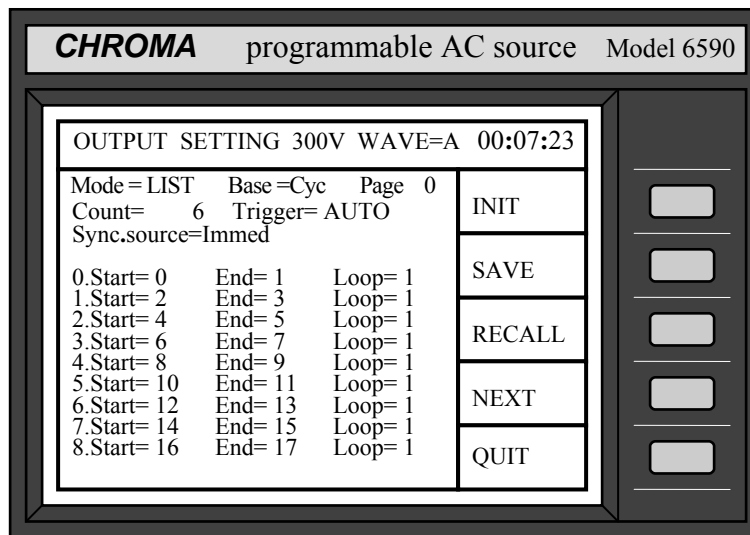 CHROMA programmable AC source Model 6590
OUTPUT SETTING 300V WAVE=A 00:07:23
Mode = LIST Base =Cyc Page 0
Count= 6 Trigger= AUTO
Sync.source=Immed
0.Start= 0 End= 1 Loop= 1
1.Start= 2 End= 3 Loop= 1
2.Start= 4 End= 5 Loop= 1
3.Start= 6 End= 7 Loop= 1
4.Start= 8 End= 9 Loop= 1
5.Start= 10 End= 11 Loop= 1
6.Start= 12 End= 13 Loop= 1
7.Start= 14 End= 15 Loop= 1
8.Start= 16 End= 17 Loop= 1
INIT
SAVE
RECALL
NEXT
QUIT